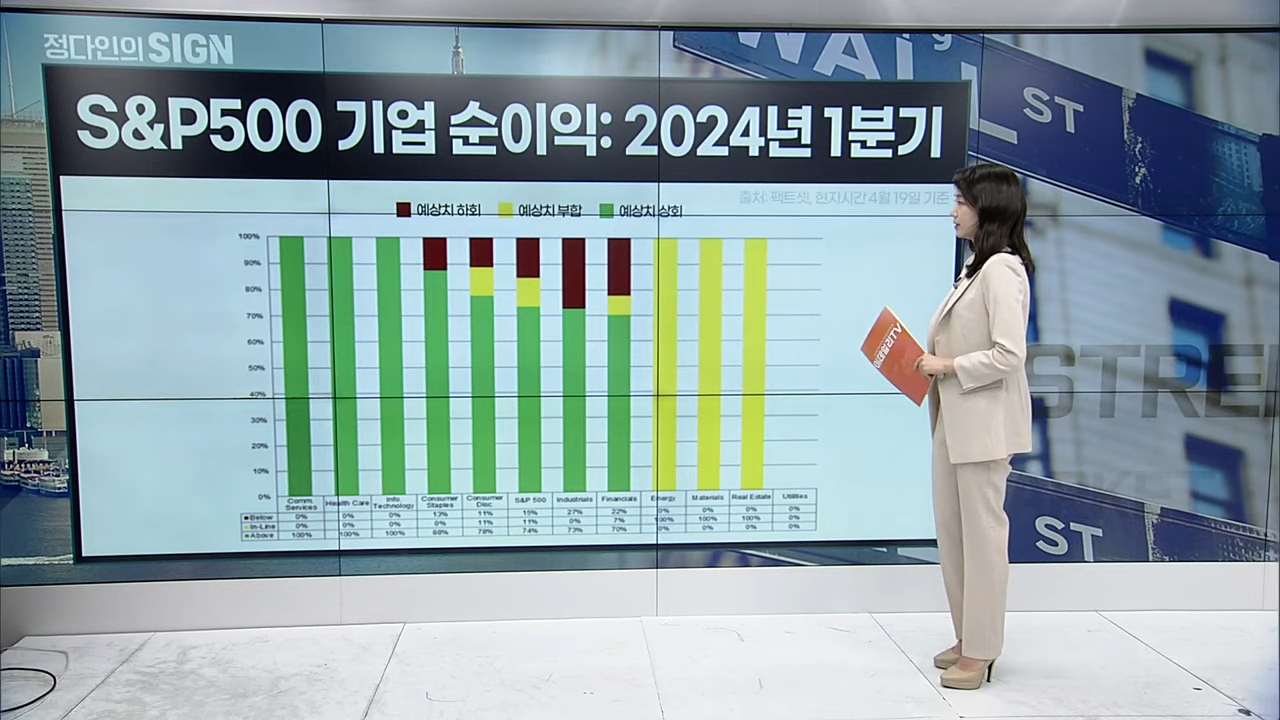 정다인의 SIGN
WALL ST
S&P500 기업 순이익: 2024년 1분기
출처: 팩트셋, 현지시간 4월 19일 기준
예상치 하회 예상치 부합 예상치 상회
100%
90%
80%
70%
60%
50%
40%
30%
20%
10%
0%
Comm. Services Health Care Info. Technology Consumer Staples Consumer Disc. S&P 500 Industrials Financials Energy Materials Real Estate Utilities
Below 0% 0% 0% 13% 11% 15% 27% 22% 0% 0% 0% 0%
In-Line 0% 0% 0% 0% 11% 11% 0% 7% 100% 100% 100% 0%
Above 100% 100% 100% 88% 78% 74% 73% 70% 0% 0% 0% 0%
이데일리TV
STREE
ST